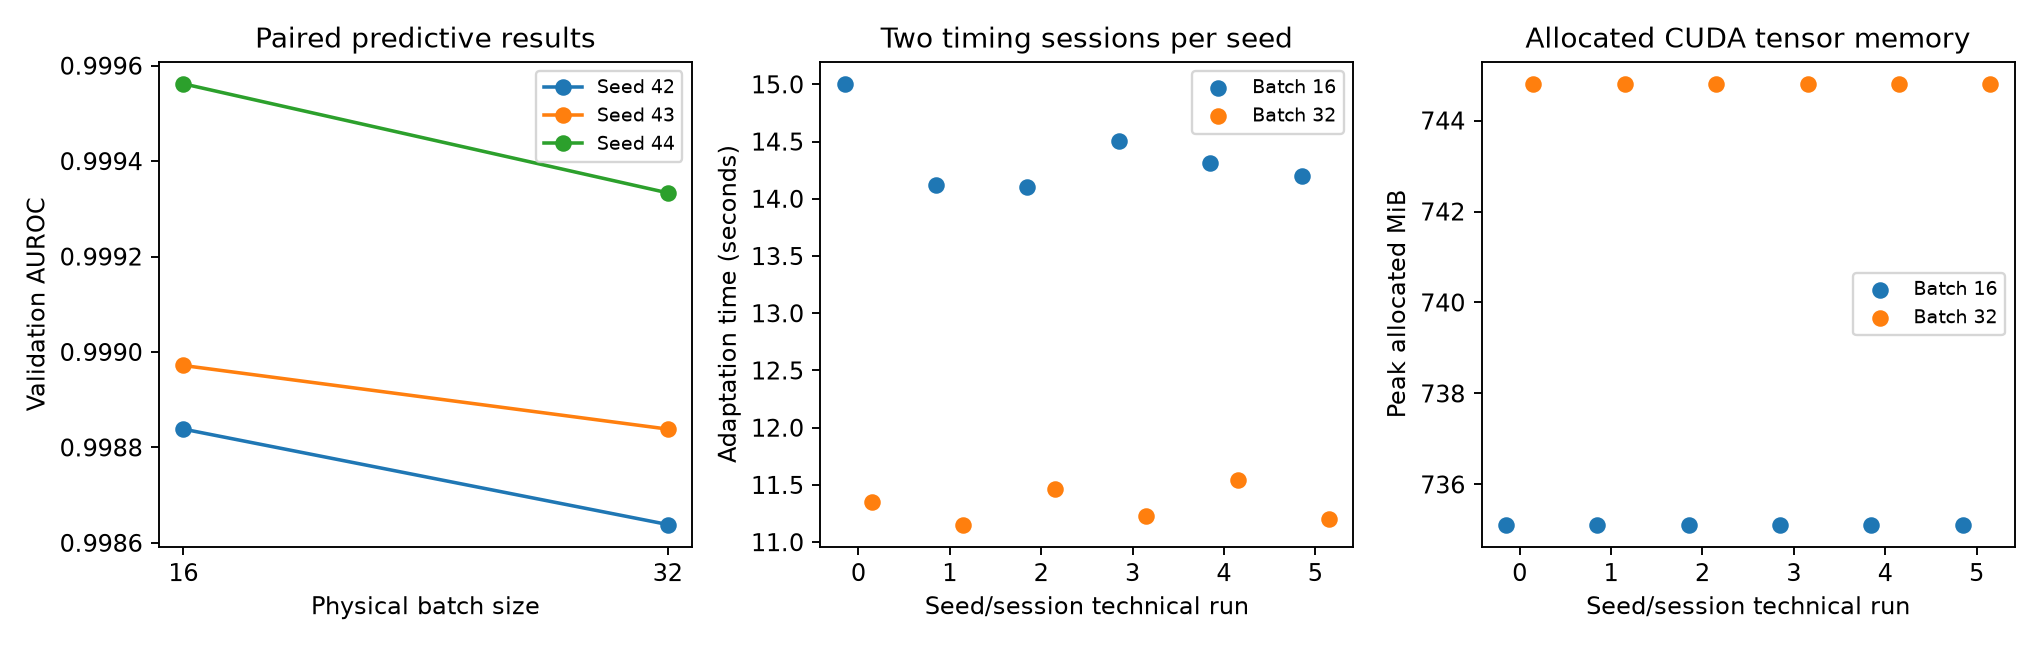 Paired predictive results
0.9996
0.9994
0.9992
0.9990
0.9988
0.9986
Validation AUROC
16
32
Physical batch size
Seed 42
Seed 43
Seed 44
Two timing sessions per seed
15.0
14.5
14.0
13.5
13.0
12.5
12.0
11.5
11.0
Adaptation time (seconds)
0 1 2 3 4 5
Seed/session technical run
Batch 16
Batch 32
Allocated CUDA tensor memory
744
742
740
738
736
Peak allocated MiB
0 1 2 3 4 5
Seed/session technical run
Batch 16
Batch 32